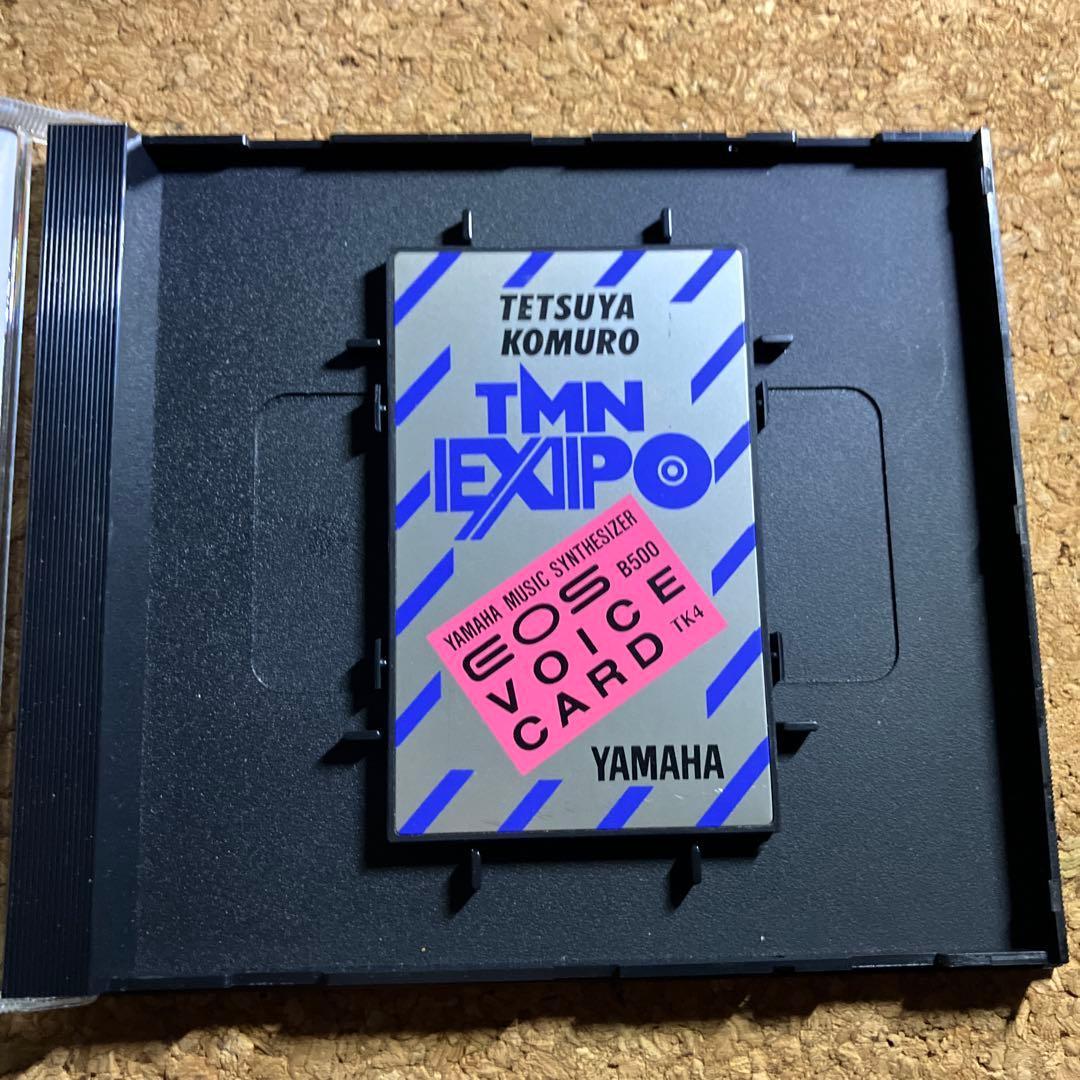 TETSUYA
KOMURO
TMN
EXPO
YAMAHA MUSIC SYNTHESIZER
EOS B500
VOICE
CARD TK4
YAMAHA